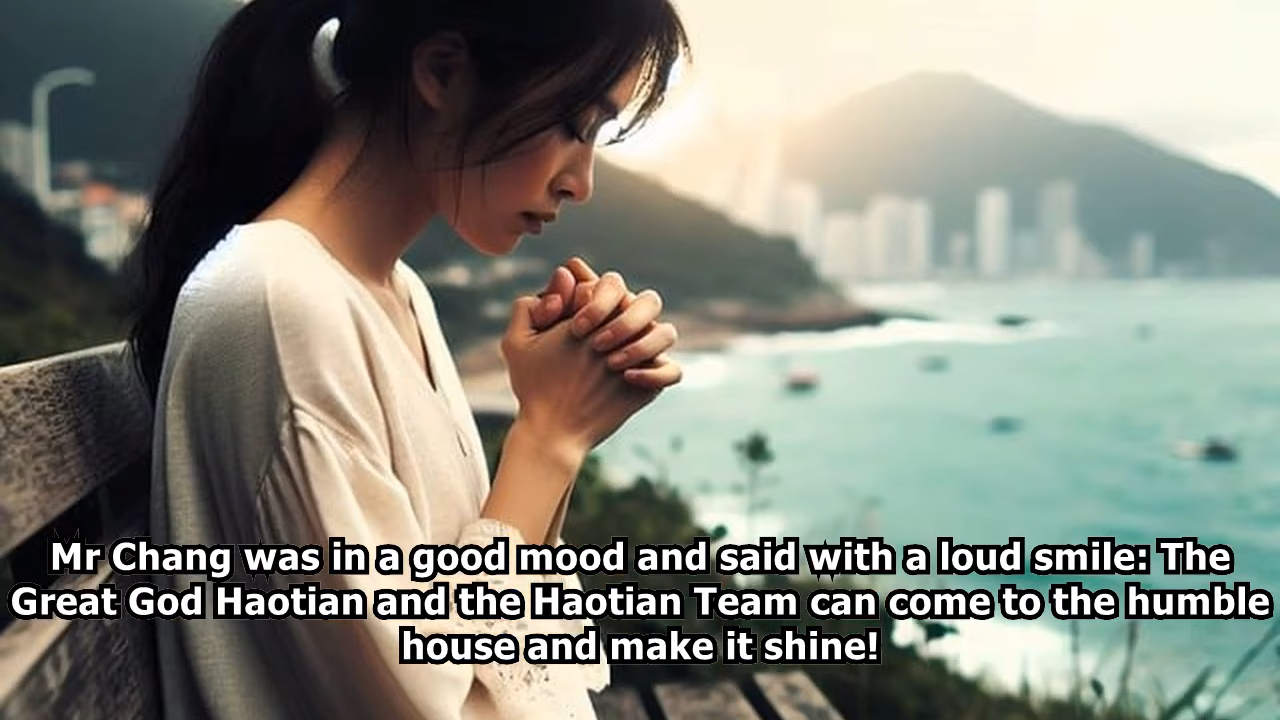 Mr Chang was in a good mood and said with a loud smile: The
Great God Haotian and the Haotian Team can come to the humble
house and make it shine!